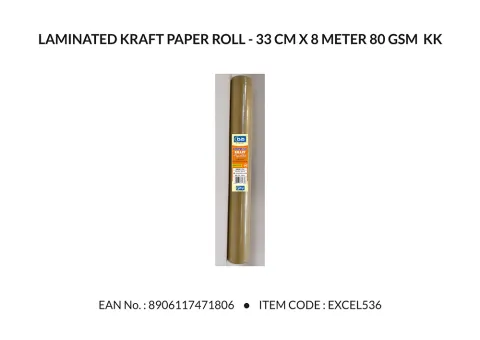 LAMINATED KRAFT PAPER ROLL - 33 CM X 8 METER 80 GSM KK
EAN No. : 8906117471806 ● ITEM CODE : EXCEL536